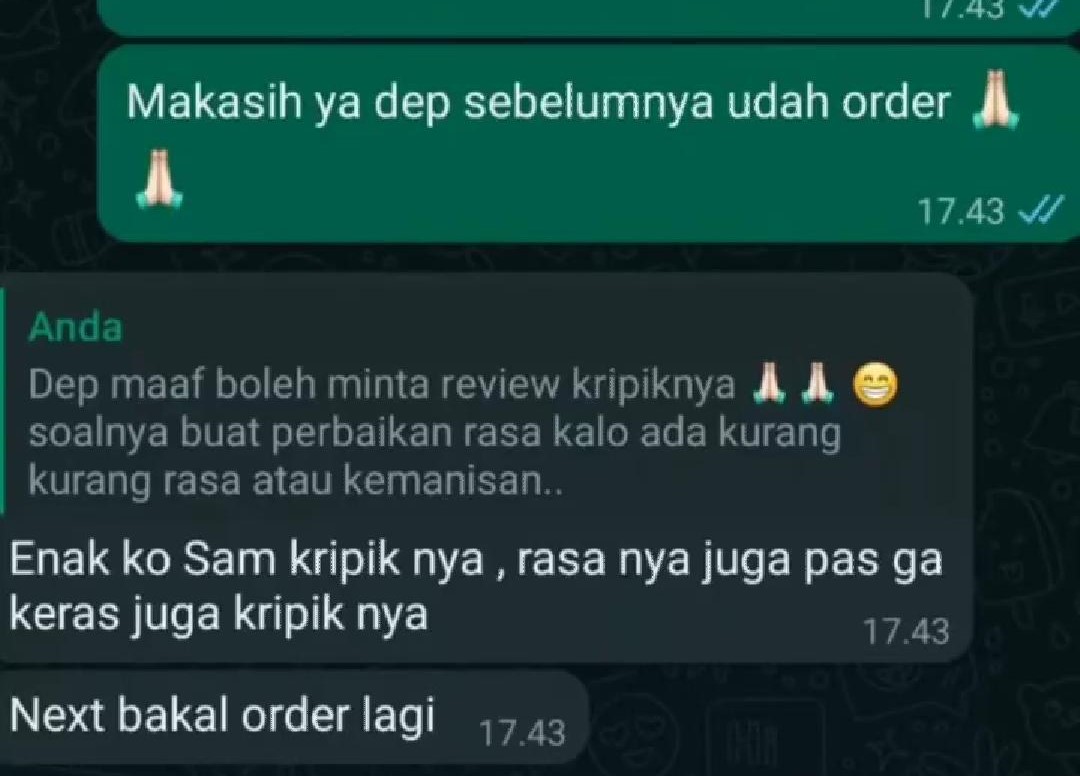 17.43
Makasih ya dep sebelumnya udah order 🙏🏻
🙏🏻
17.43
Anda
Dep maaf boleh minta review kripiknya 🙏🏻🙏🏻😁
soalnya buat perbaikan rasa kalo ada kurang
kurang rasa atau kemanisan..
Enak ko Sam kripik nya , rasa nya juga pas ga
keras juga kripik nya
17.43
Next bakal order lagi
17.43